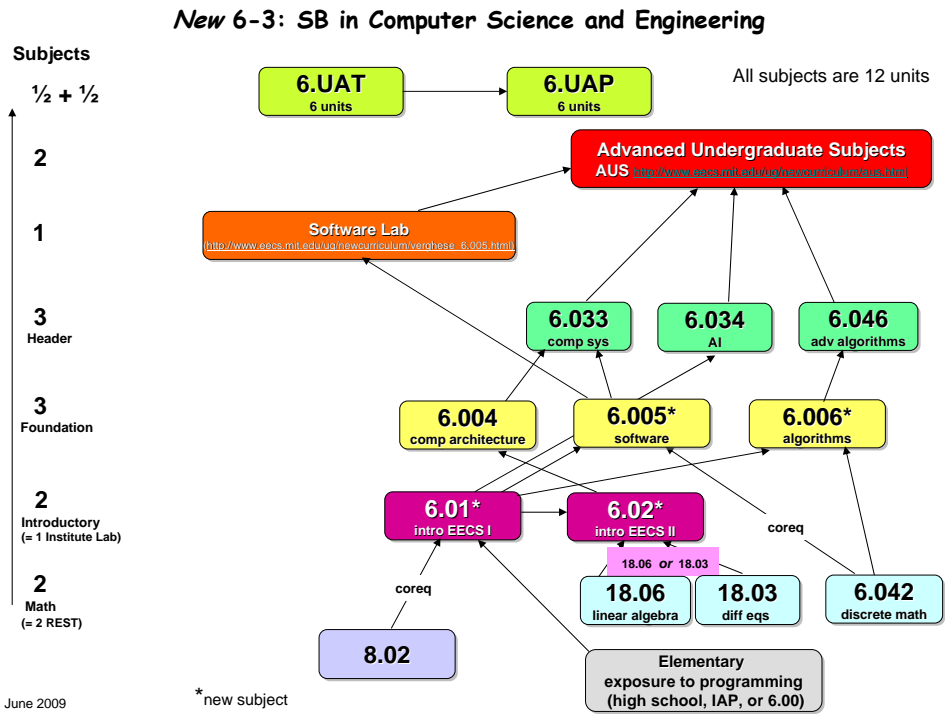 New 6-3: SB in Computer Science and Engineering
Subjects
½ + ½
6.UAT
6 units
6.UAP
6 units
All subjects are 12 units
2
Advanced Undergraduate Subjects
AUS http://www.eecs.mit.edu/ug/newcurriculum/aus.html
1
Software Lab
(http://www.eecs.mit.edu/ug/newcurriculum/verghese_6.005.html)
3
Header
6.033
comp sys
6.034
AI
6.046
adv algorithms
3
Foundation
6.004
comp architecture
6.005*
software
6.006*
algorithms
2
Introductory
(= 1 Institute Lab)
6.01*
intro EECS I
6.02*
intro EECS II
coreq
18.06 or 18.03
2
Math
(= 2 REST)
coreq
18.06
linear algebra
18.03
diff eqs
6.042
discrete math
8.02
Elementary
exposure to programming
(high school, IAP, or 6.00)
June 2009
*new subject